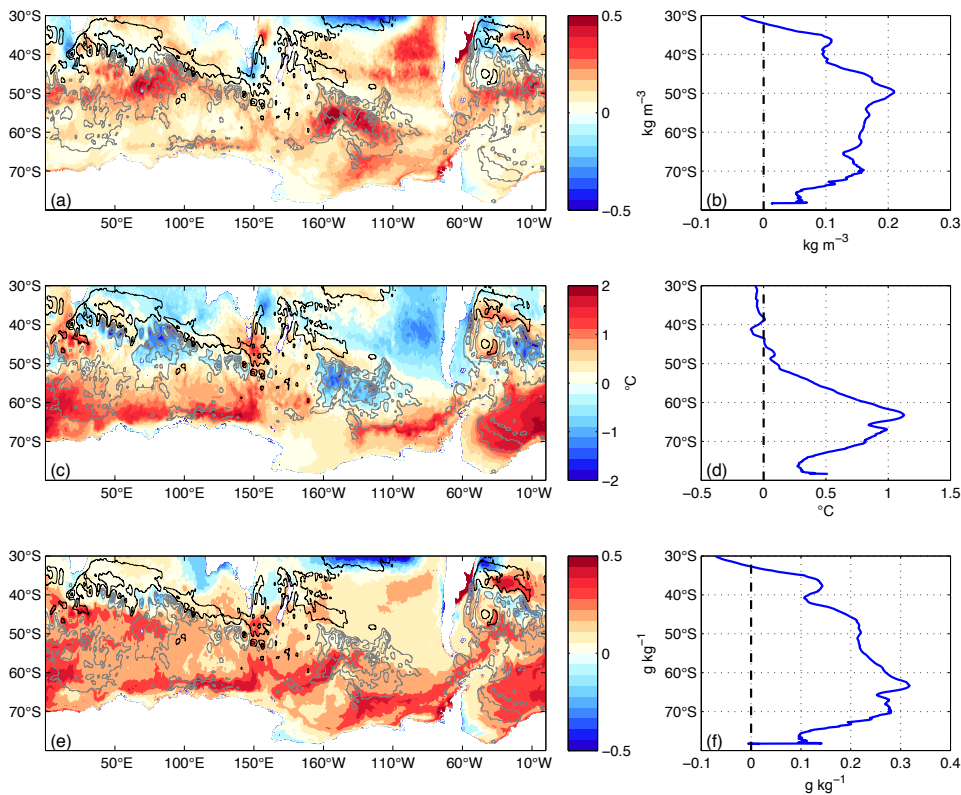 30°S
40°S
50°S
60°S
70°S
(a)
50°E 100°E 150°E 160°W 110°W 60°W 10°W
0.5
0
−0.5
kg m⁻³
30°S
40°S
50°S
60°S
70°S
(b)
−0.1 0 0.1 0.2 0.3
kg m⁻³
30°S
40°S
50°S
60°S
70°S
(c)
50°E 100°E 150°E 160°W 110°W 60°W 10°W
2
1
0
−1
−2
°C
30°S
40°S
50°S
60°S
70°S
(d)
−0.5 0 0.5 1 1.5
°C
30°S
40°S
50°S
60°S
70°S
(e)
50°E 100°E 150°E 160°W 110°W 60°W 10°W
0.5
0
−0.5
g kg⁻¹
30°S
40°S
50°S
60°S
70°S
(f)
−0.1 0 0.1 0.2 0.3 0.4
g kg⁻¹